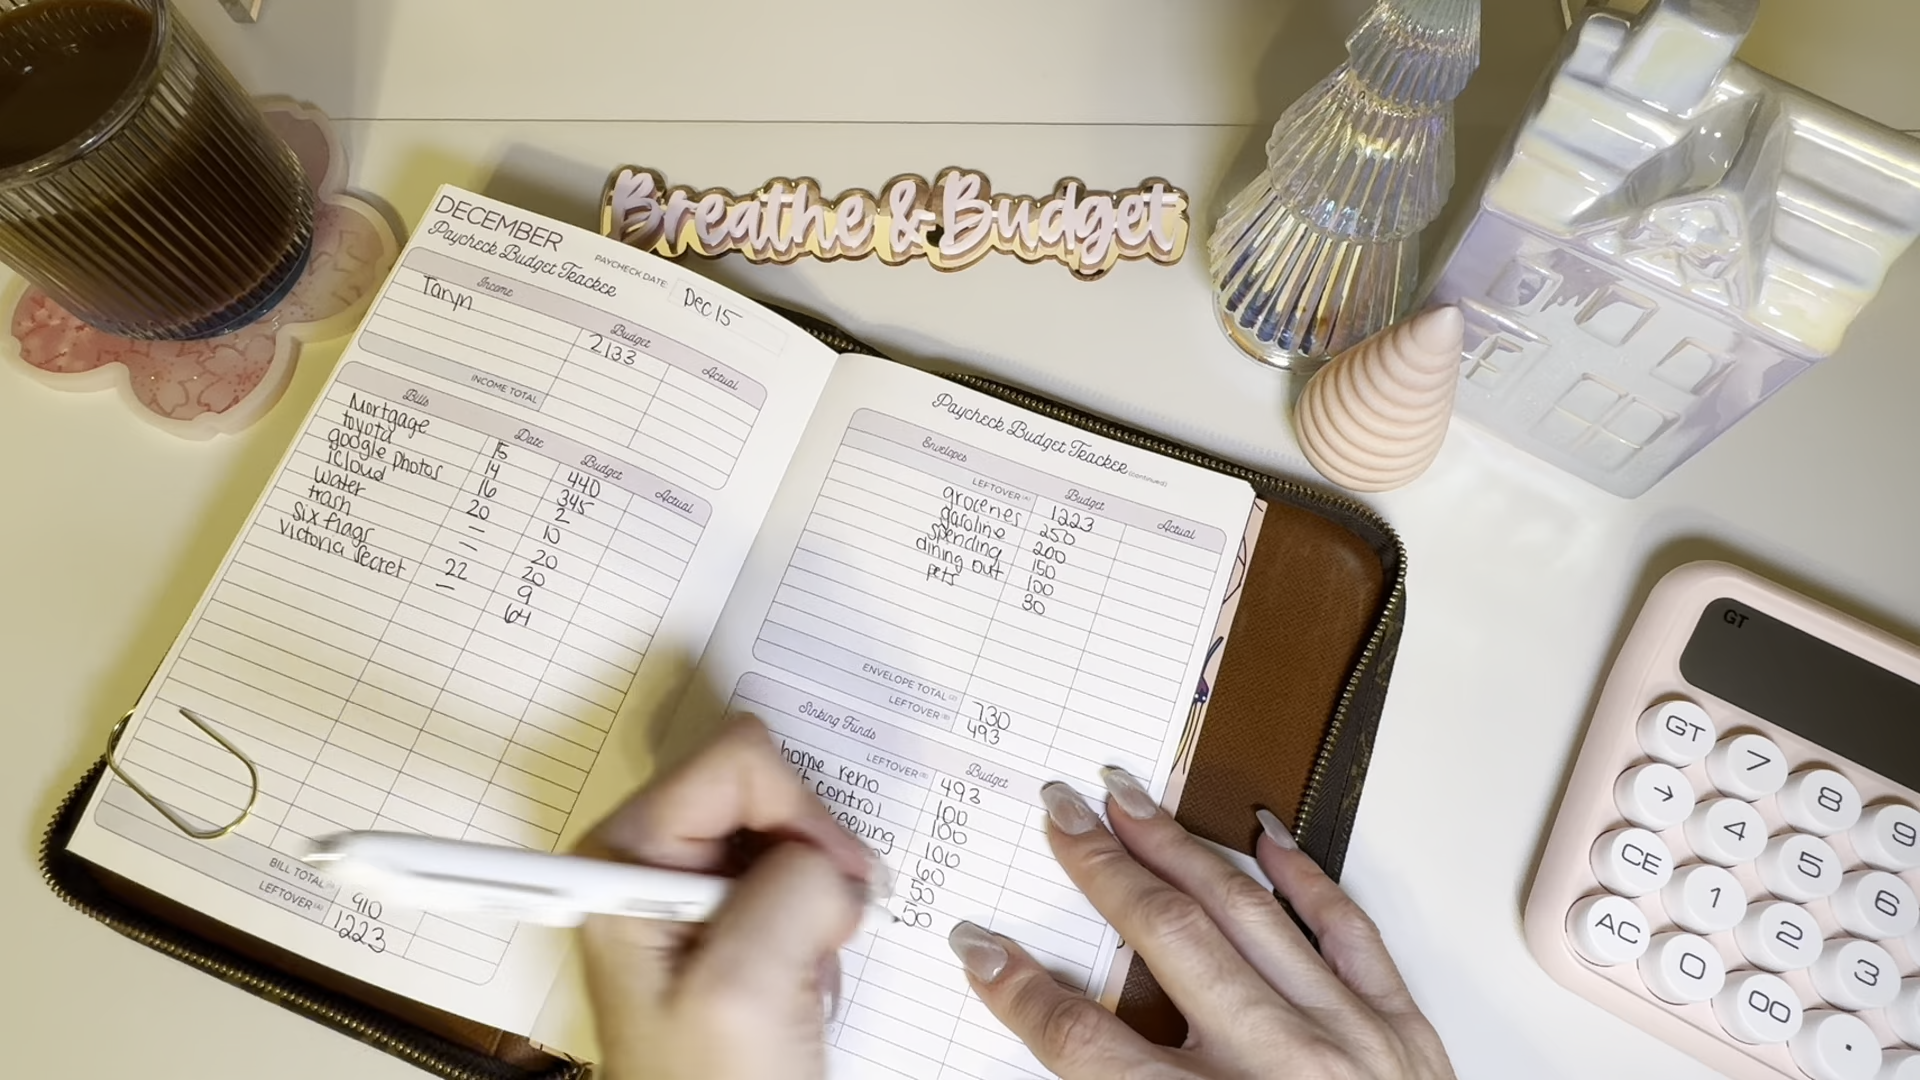 Breathe & Budget
DECEMBER
Paycheck Budget Tracker
PAYCHECK DATE: Dec 15
Income Budget Actual
Taryn 2133
INCOME TOTAL
Bills Date Budget Actual
Mortgage 15 440
toyota 14 345
google photos 16 2
icloud 20 10
water — 20
trash — 20
six flags 22 9
victoria secret — 64
BILL TOTAL 910
LEFTOVER 1223
Paycheck Budget Tracker (continued)
Envelopes Budget Actual
LEFTOVER 1223
groceries 250
gasoline 200
spending 150
dining out 100
pets 30
ENVELOPE TOTAL 730
LEFTOVER 493
Sinking Funds Budget
LEFTOVER 493
home reno 100
control 100
keeping 100
60
50
50
GT
GT 7 8 9
→ 4 5 6
CE 1 2 3
AC 0 00 .